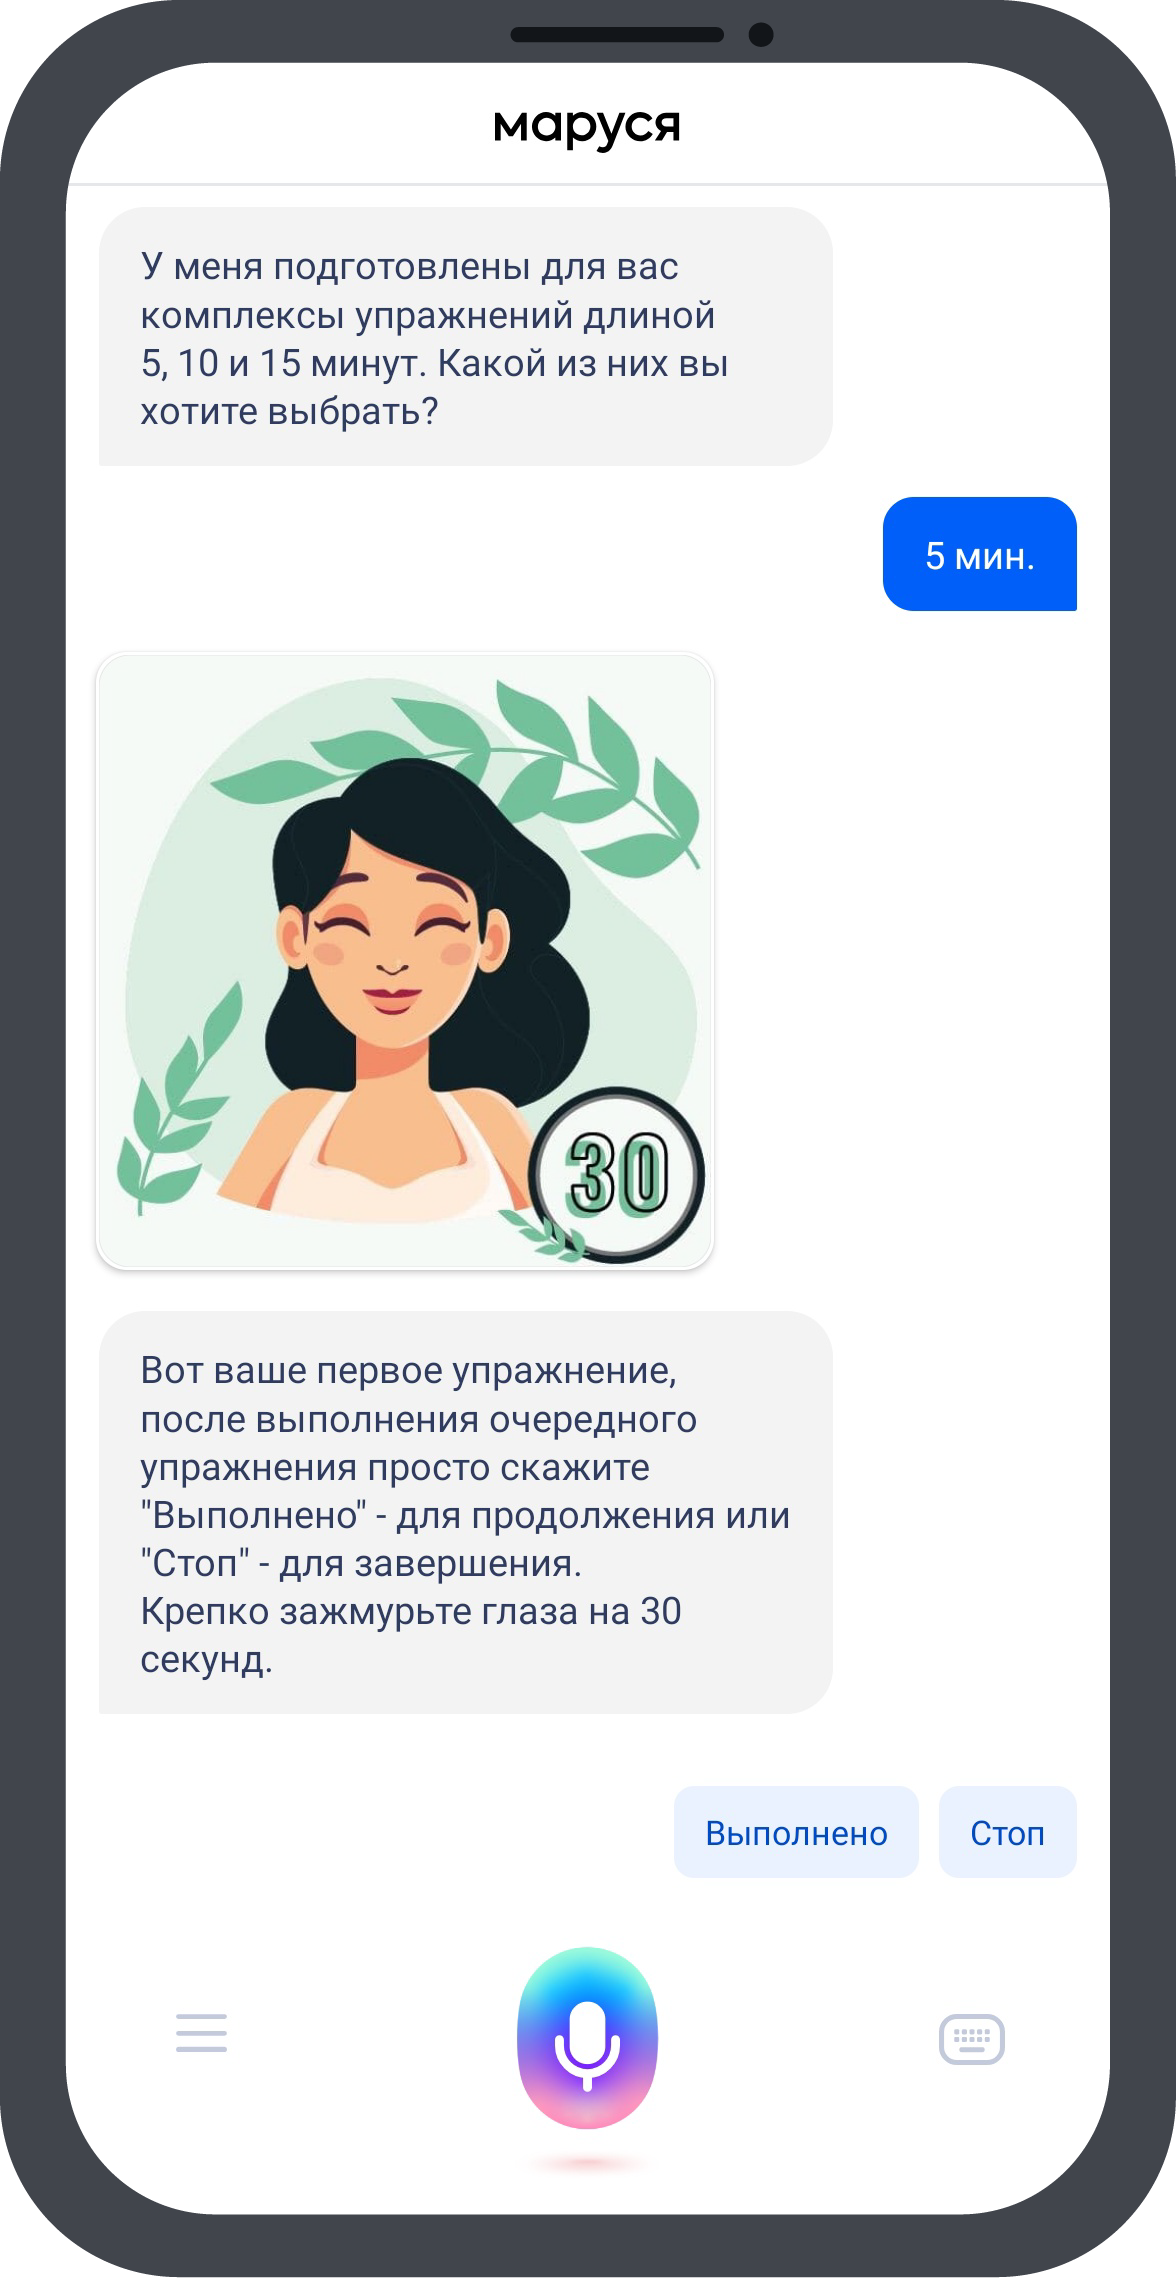 маруся
У меня подготовлены для вас
комплексы упражнений длиной
5, 10 и 15 минут. Какой из них вы
хотите выбрать?
5 мин.
30
Вот ваше первое упражнение,
после выполнения очередного
упражнения просто скажите
"Выполнено" - для продолжения или
"Стоп" - для завершения.
Крепко зажмурьте глаза на 30
секунд.
Выполнено
Стоп